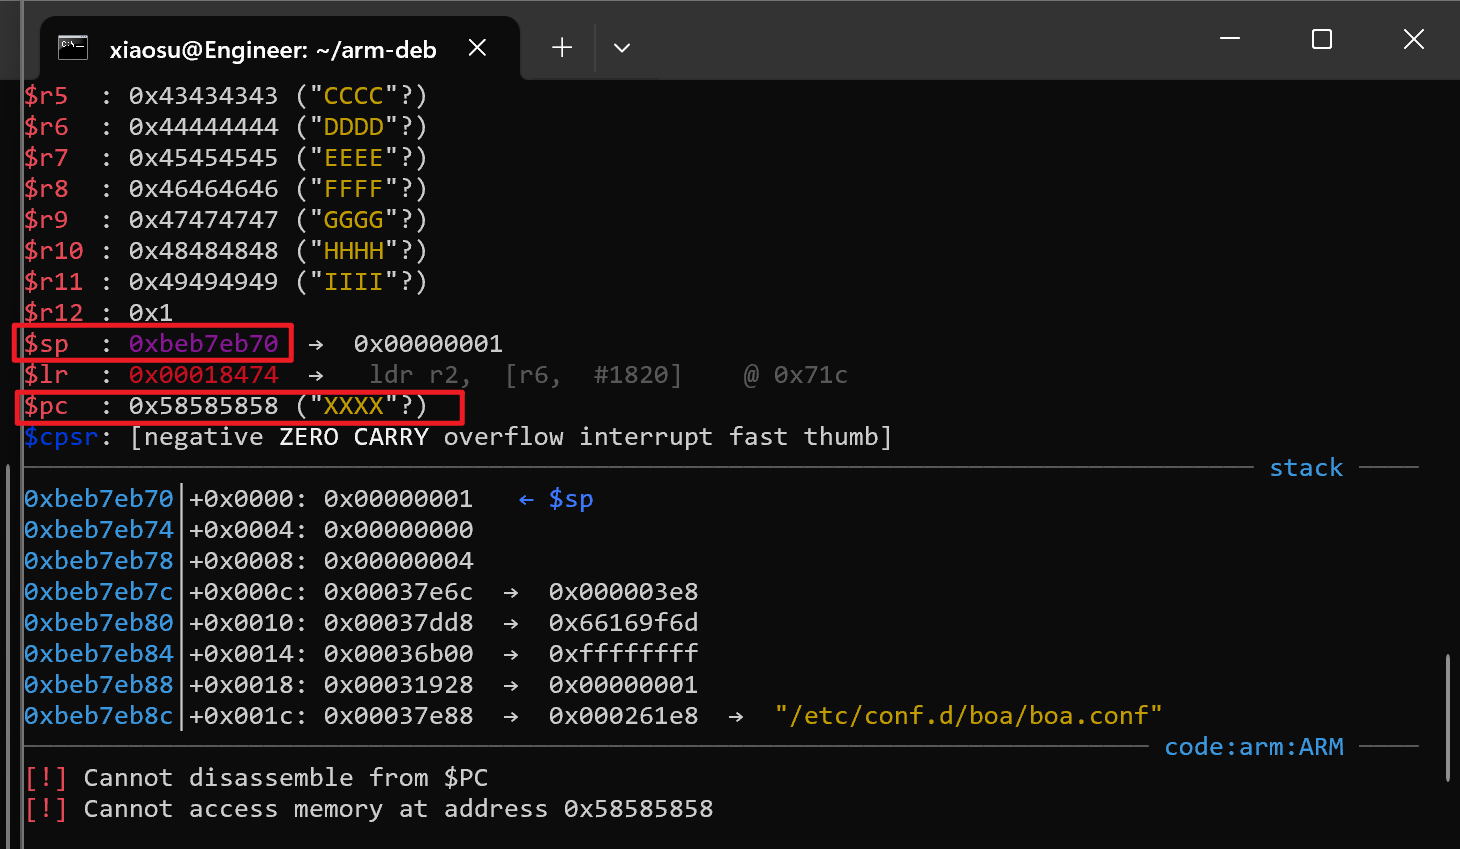 xiaosu@Engineer: ~/arm-deb
$r5  : 0x43434343 ("CCCC"?)
$r6  : 0x44444444 ("DDDD"?)
$r7  : 0x45454545 ("EEEE"?)
$r8  : 0x46464646 ("FFFF"?)
$r9  : 0x47474747 ("GGGG"?)
$r10 : 0x48484848 ("HHHH"?)
$r11 : 0x49494949 ("IIII"?)
$r12 : 0x1
$sp  : 0xbeb7eb70  →  0x00000001
$lr  : 0x00018474  →   ldr r2,  [r6,  #1820]    @ 0x71c
$pc  : 0x58585858 ("XXXX"?)
$cpsr: [negative ZERO CARRY overflow interrupt fast thumb]
stack
0xbeb7eb70│+0x0000: 0x00000001   ← $sp
0xbeb7eb74│+0x0004: 0x00000000
0xbeb7eb78│+0x0008: 0x00000004
0xbeb7eb7c│+0x000c: 0x00037e6c  →  0x000003e8
0xbeb7eb80│+0x0010: 0x00037dd8  →  0x66169f6d
0xbeb7eb84│+0x0014: 0x00036b00  →  0xffffffff
0xbeb7eb88│+0x0018: 0x00031928  →  0x00000001
0xbeb7eb8c│+0x001c: 0x00037e88  →  0x000261e8  →  "/etc/conf.d/boa/boa.conf"
code:arm:ARM
[!] Cannot disassemble from $PC
[!] Cannot access memory at address 0x58585858